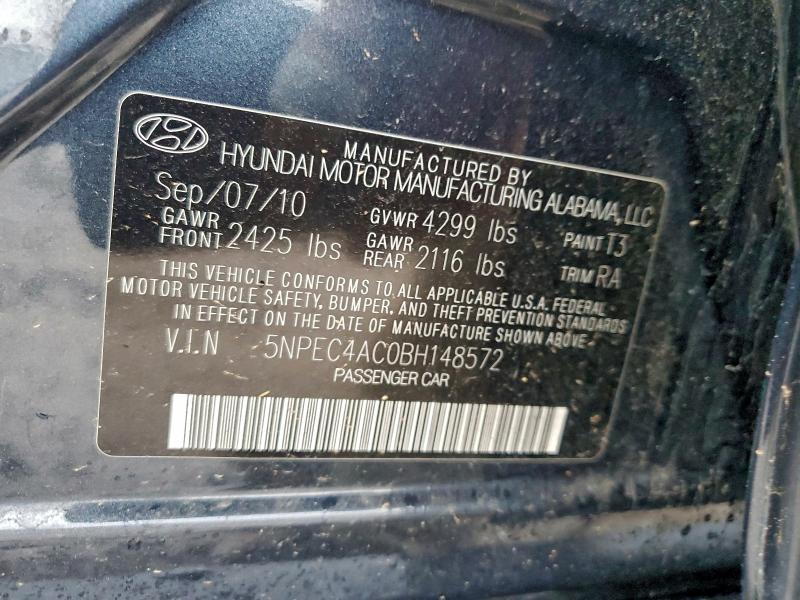 MANUFACTURED BY
HYUNDAI MOTOR MANUFACTURING ALABAMA, LLC
Sep/07/10 GVWR 4299 lbs PAINT T3
GAWR FRONT 2425 lbs GAWR REAR 2116 lbs TRIM RA
THIS VEHICLE CONFORMS TO ALL APPLICABLE U.S.A. FEDERAL
MOTOR VEHICLE SAFETY, BUMPER, AND THEFT PREVENTION STANDARDS
IN EFFECT ON THE DATE OF MANUFACTURE SHOWN ABOVE
V.I.N 5NPEC4AC0BH148572
PASSENGER CAR